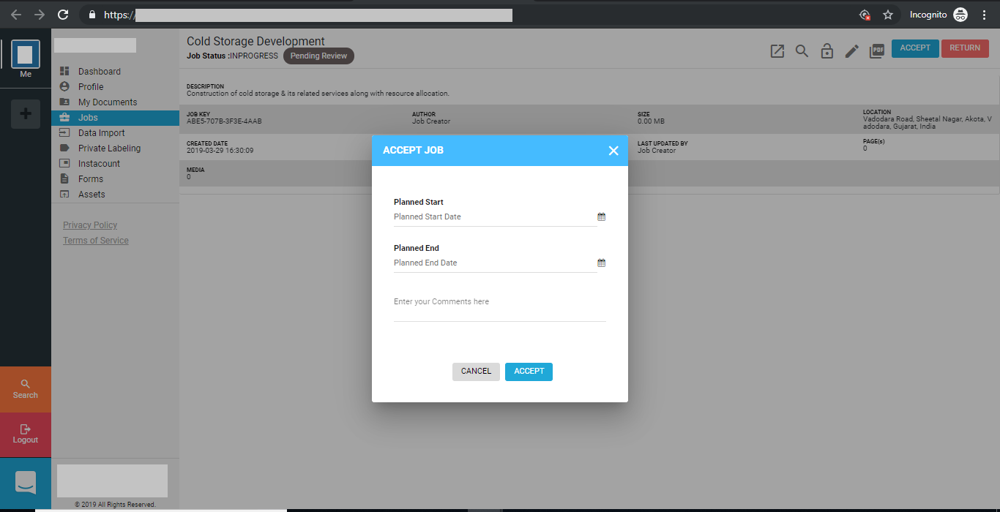 https:/
Incognito
Me
Search
Logout
Dashboard
Profile
My Documents
Jobs
Data Import
Private Labeling
Instacount
Forms
Assets
Privacy Policy
Terms of Service
© 2019 All Rights Reserved.
Cold Storage Development
Job Status :INPROGRESS Pending Review
PDF
ACCEPT
RETURN
DESCRIPTION
Construction of cold storage & its related services along with resource allocation.
JOB KEY
ABE5-707B-3F3E-4AAB
AUTHOR
Job Creator
SIZE
0.00 MB
LOCATION
Vadodara Road, Sheetal Nagar, Akota, V
adodara, Gujarat, India
CREATED DATE
2019-03-29 16:30:09
LAST UPDATED BY
Job Creator
PAGE(s)
0
MEDIA
0
ACCEPT JOB
Planned Start
Planned Start Date
Planned End
Planned End Date
Enter your Comments here
CANCEL
ACCEPT